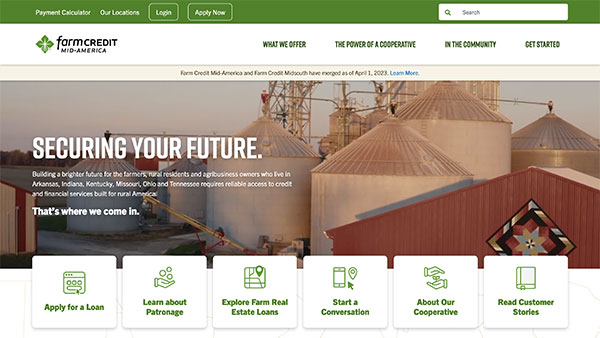 Payment Calculator Our Locations Login Apply Now Search
farmCREDIT
MID-AMERICA
WHAT WE OFFER THE POWER OF A COOPERATIVE IN THE COMMUNITY GET STARTED
Farm Credit Mid-America and Farm Credit Midsouth have merged as of April 1, 2023. Learn More.
SECURING YOUR FUTURE.
Building a brighter future for the farmers, rural residents and agribusiness owners who live in
Arkansas, Indiana, Kentucky, Missouri, Ohio and Tennessee requires reliable access to credit
and financial services built for rural America.
That's where we come in.
Apply for a Loan
Learn about
Patronage
Explore Farm Real
Estate Loans
Start a
Conversation
About Our
Cooperative
Read Customer
Stories